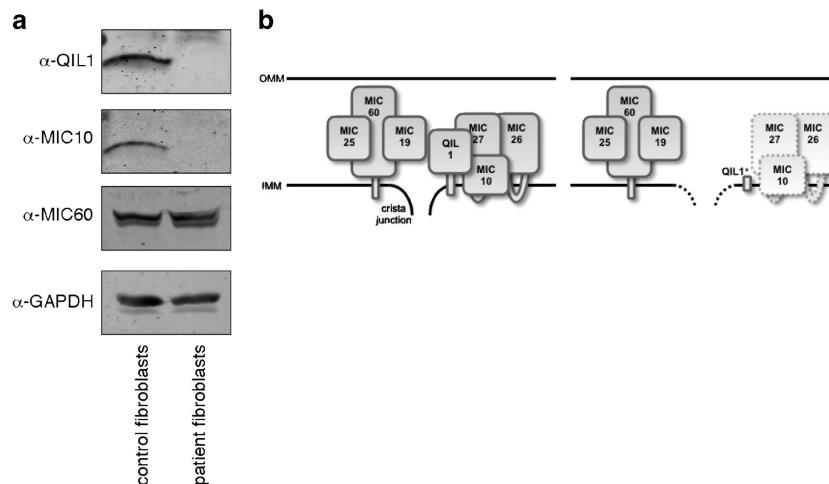 a
α-QIL1
α-MIC10
α-MIC60
α-GAPDH
control fibroblasts
patient fibroblasts
b
OMM
MIC
60
MIC
25
MIC
19
QIL
1
MIC
27
MIC
26
MIC
10
IMM
crista
junction
MIC
60
MIC
25
MIC
19
QIL1*
MIC
27
MIC
26
MIC
10